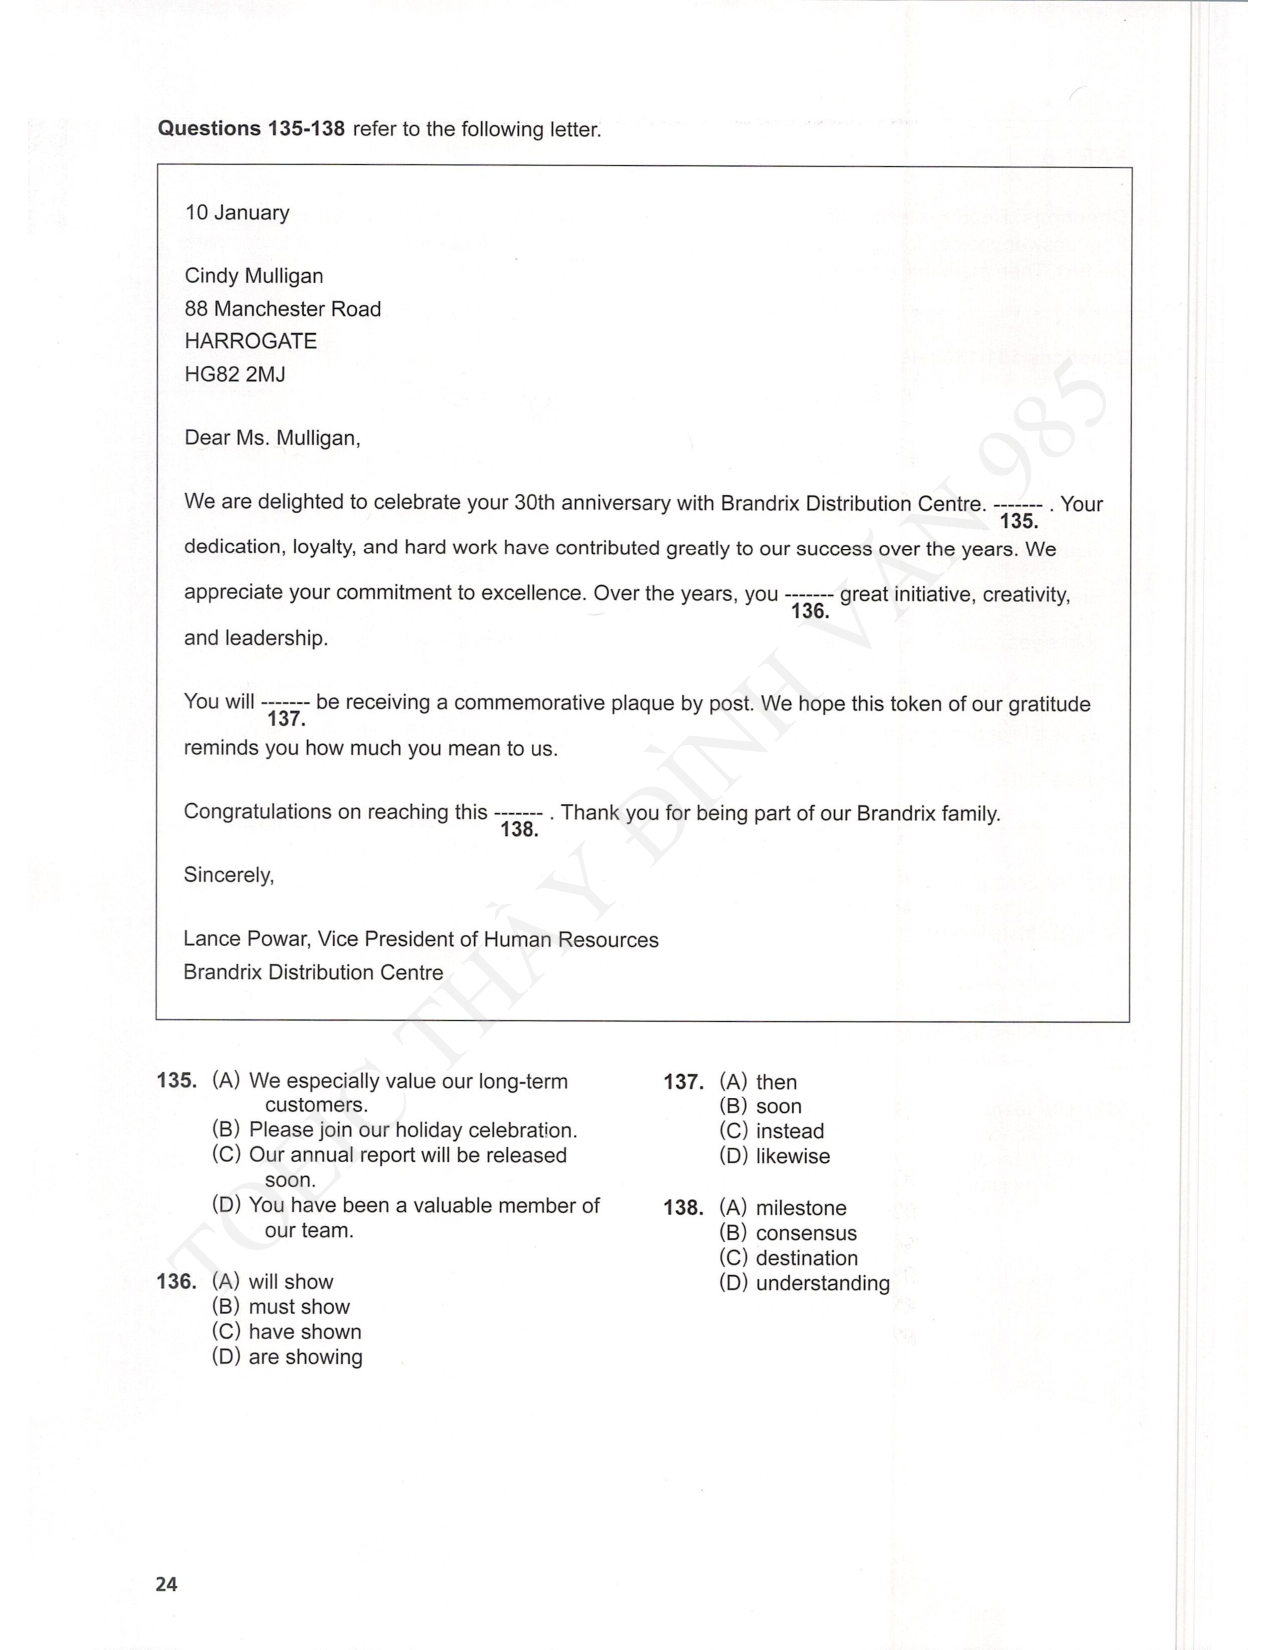 Questions 135-138 refer to the following letter.
10 January
Cindy Mulligan
88 Manchester Road
HARROGATE
HG82 2MJ
Dear Ms. Mulligan,
We are delighted to celebrate your 30th anniversary with Brandrix Distribution Centre. ------- . Your
135.
dedication, loyalty, and hard work have contributed greatly to our success over the years. We
appreciate your commitment to excellence. Over the years, you ------- great initiative, creativity,
136.
and leadership.
You will ------- be receiving a commemorative plaque by post. We hope this token of our gratitude
137.
reminds you how much you mean to us.
Congratulations on reaching this ------- . Thank you for being part of our Brandrix family.
138.
Sincerely,
Lance Powar, Vice President of Human Resources
Brandrix Distribution Centre
TOEIC THẦY ĐÌNH VĂN 985
135. (A) We especially value our long-term
customers.
(B) Please join our holiday celebration.
(C) Our annual report will be released
soon.
(D) You have been a valuable member of
our team.
136. (A) will show
(B) must show
(C) have shown
(D) are showing
137. (A) then
(B) soon
(C) instead
(D) likewise
138. (A) milestone
(B) consensus
(C) destination
(D) understanding
24